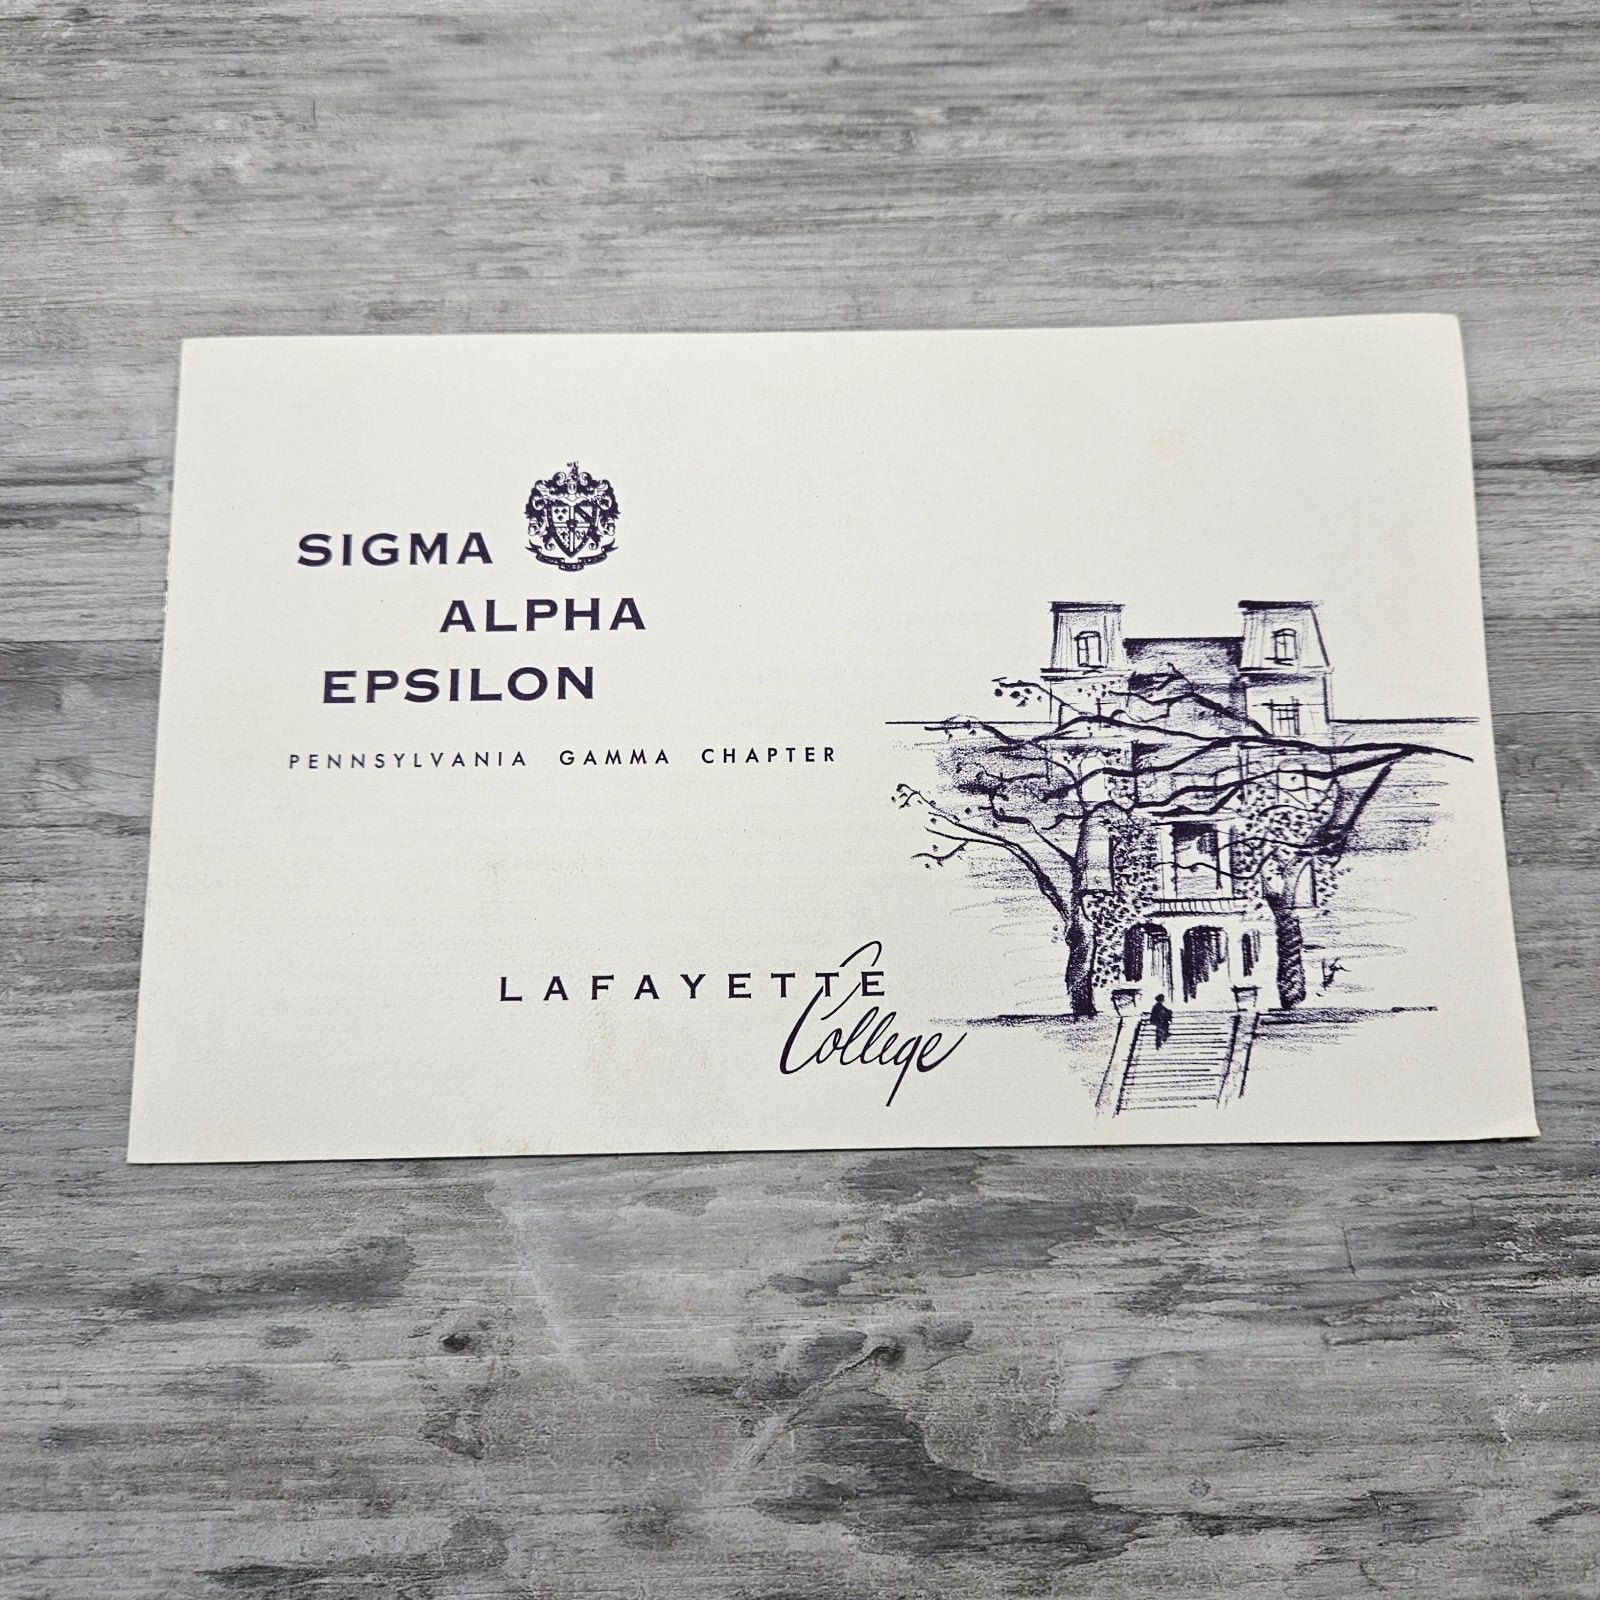 SIGMA
ALPHA
EPSILON
PENNSYLVANIA GAMMA CHAPTER
LAFAYETTE
College